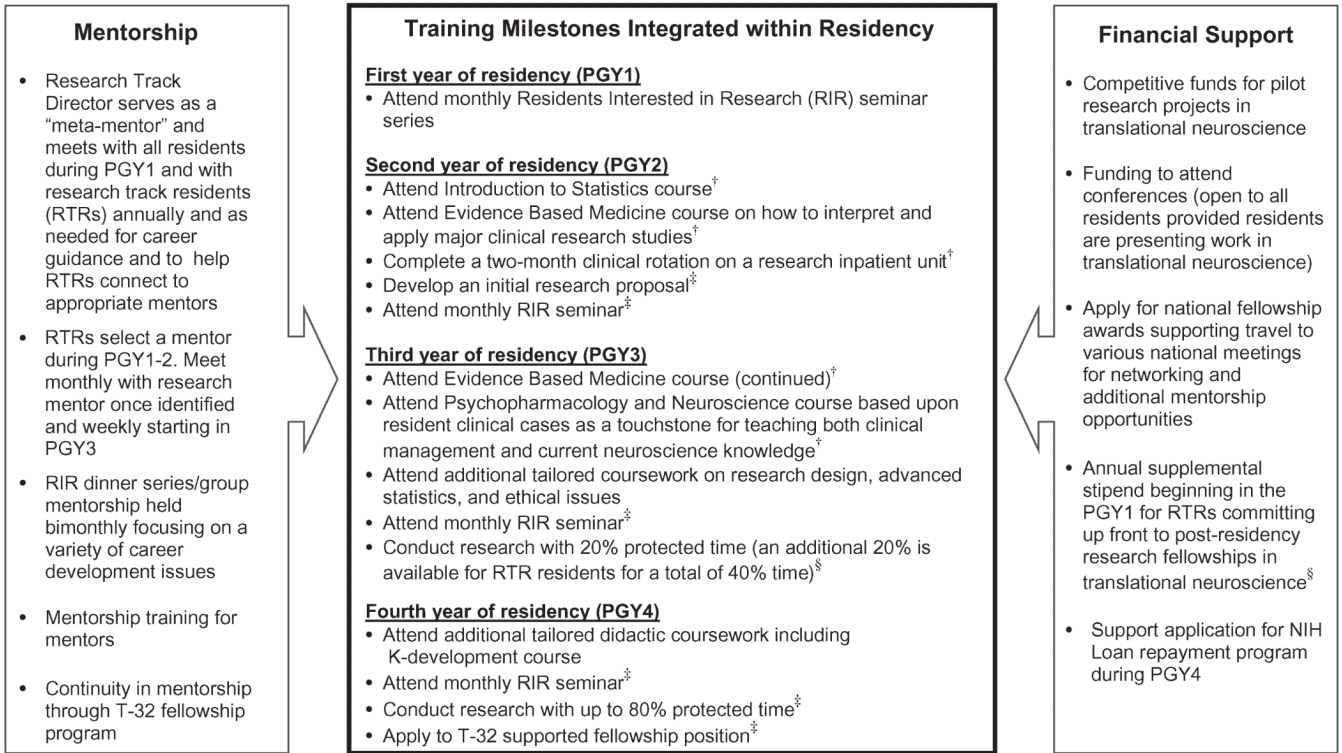 Mentorship
• Research Track
Director serves as a
“meta-mentor” and
meets with all residents
during PGY1 and with
research track residents
(RTRs) annually and as
needed for career
guidance and to help
RTRs connect to
appropriate mentors
• RTRs select a mentor
during PGY1-2. Meet
monthly with research
mentor once identified
and weekly starting in
PGY3
• RIR dinner series/group
mentorship held
bimonthly focusing on a
variety of career
development issues
• Mentorship training for
mentors
• Continuity in mentorship
through T-32 fellowship
program
Training Milestones Integrated within Residency
First year of residency (PGY1)
• Attend monthly Residents Interested in Research (RIR) seminar
series
Second year of residency (PGY2)
• Attend Introduction to Statistics course†
• Attend Evidence Based Medicine course on how to interpret and
apply major clinical research studies†
• Complete a two-month clinical rotation on a research inpatient unit†
• Develop an initial research proposal‡
• Attend monthly RIR seminar‡
Third year of residency (PGY3)
• Attend Evidence Based Medicine course (continued)†
• Attend Psychopharmacology and Neuroscience course based upon
resident clinical cases as a touchstone for teaching both clinical
management and current neuroscience knowledge†
• Attend additional tailored coursework on research design, advanced
statistics, and ethical issues
• Attend monthly RIR seminar‡
• Conduct research with 20% protected time (an additional 20% is
available for RTR residents for a total of 40% time)§
Fourth year of residency (PGY4)
• Attend additional tailored didactic coursework including
K-development course
• Attend monthly RIR seminar‡
• Conduct research with up to 80% protected time‡
• Apply to T-32 supported fellowship position‡
Financial Support
• Competitive funds for pilot
research projects in
translational neuroscience
• Funding to attend
conferences (open to all
residents provided residents
are presenting work in
translational neuroscience)
• Apply for national fellowship
awards supporting travel to
various national meetings
for networking and
additional mentorship
opportunities
• Annual supplemental
stipend beginning in the
PGY1 for RTRs committing
up front to post-residency
research fellowships in
translational neuroscience§
• Support application for NIH
Loan repayment program
during PGY4